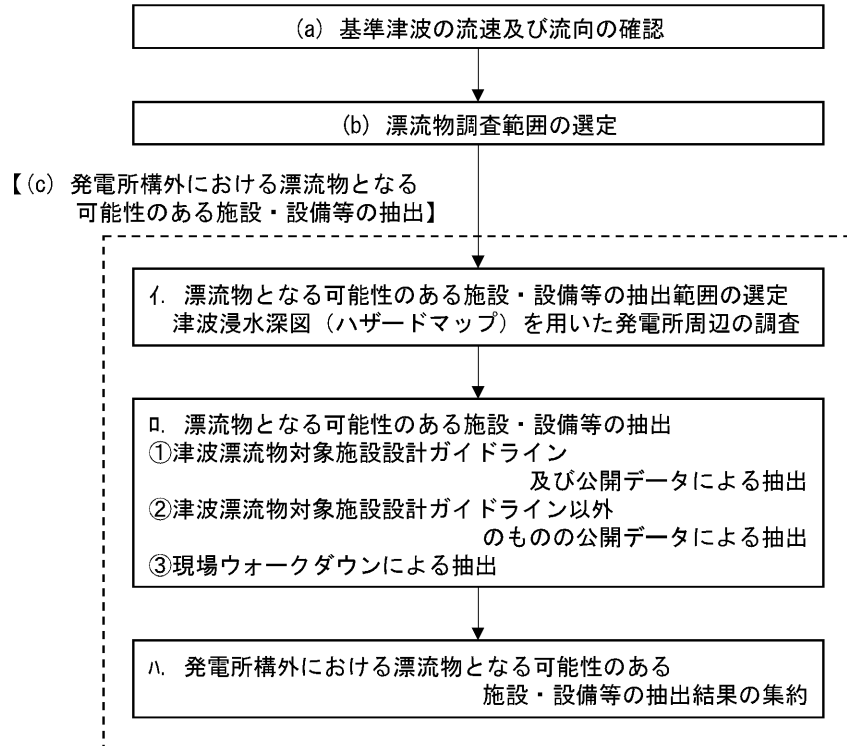 (a) 基準津波の流速及び流向の確認
(b) 漂流物調査範囲の選定
【(c) 発電所構外における漂流物となる
可能性のある施設・設備等の抽出】
ｲ. 漂流物となる可能性のある施設・設備等の抽出範囲の選定
津波浸水深図（ハザードマップ）を用いた発電所周辺の調査
ﾛ. 漂流物となる可能性のある施設・設備等の抽出
①津波漂流物対象施設設計ガイドライン
及び公開データによる抽出
②津波漂流物対象施設設計ガイドライン以外
のものの公開データによる抽出
③現場ウォークダウンによる抽出
ﾊ. 発電所構外における漂流物となる可能性のある
施設・設備等の抽出結果の集約